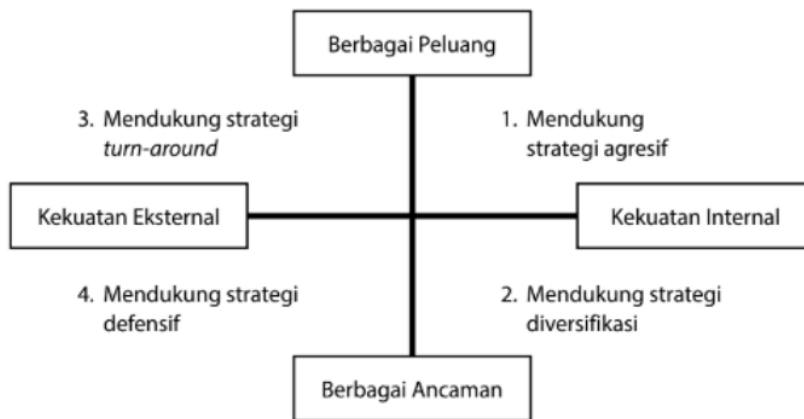 Berbagai Peluang
3. Mendukung strategi
turn-around
1. Mendukung
strategi agresif
Kekuatan Eksternal
Kekuatan Internal
4. Mendukung strategi
defensif
2. Mendukung strategi
diversifikasi
Berbagai Ancaman